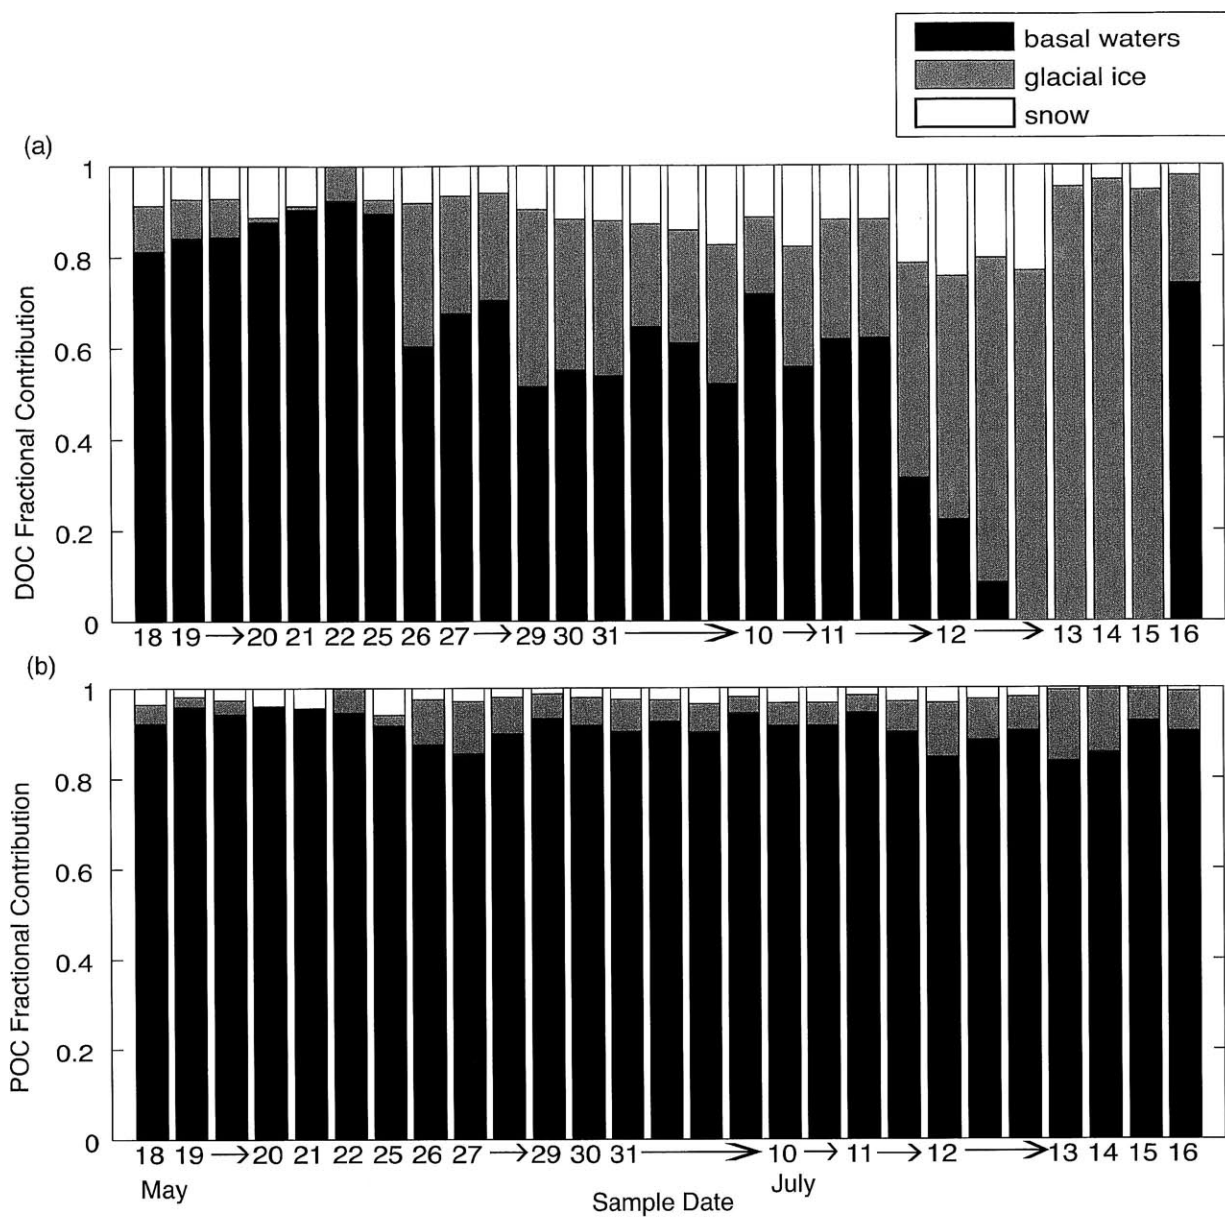 basal waters
glacial ice
snow
(a)
DOC Fractional Contribution
1
0.8
0.6
0.4
0.2
0
18 19 → 20 21 22 25 26 27 → 29 30 31 → 10 → 11 → 12 → 13 14 15 16
(b)
POC Fractional Contribution
1
0.8
0.6
0.4
0.2
0
18 19 → 20 21 22 25 26 27 → 29 30 31 → 10 → 11 → 12 → 13 14 15 16
May
July
Sample Date